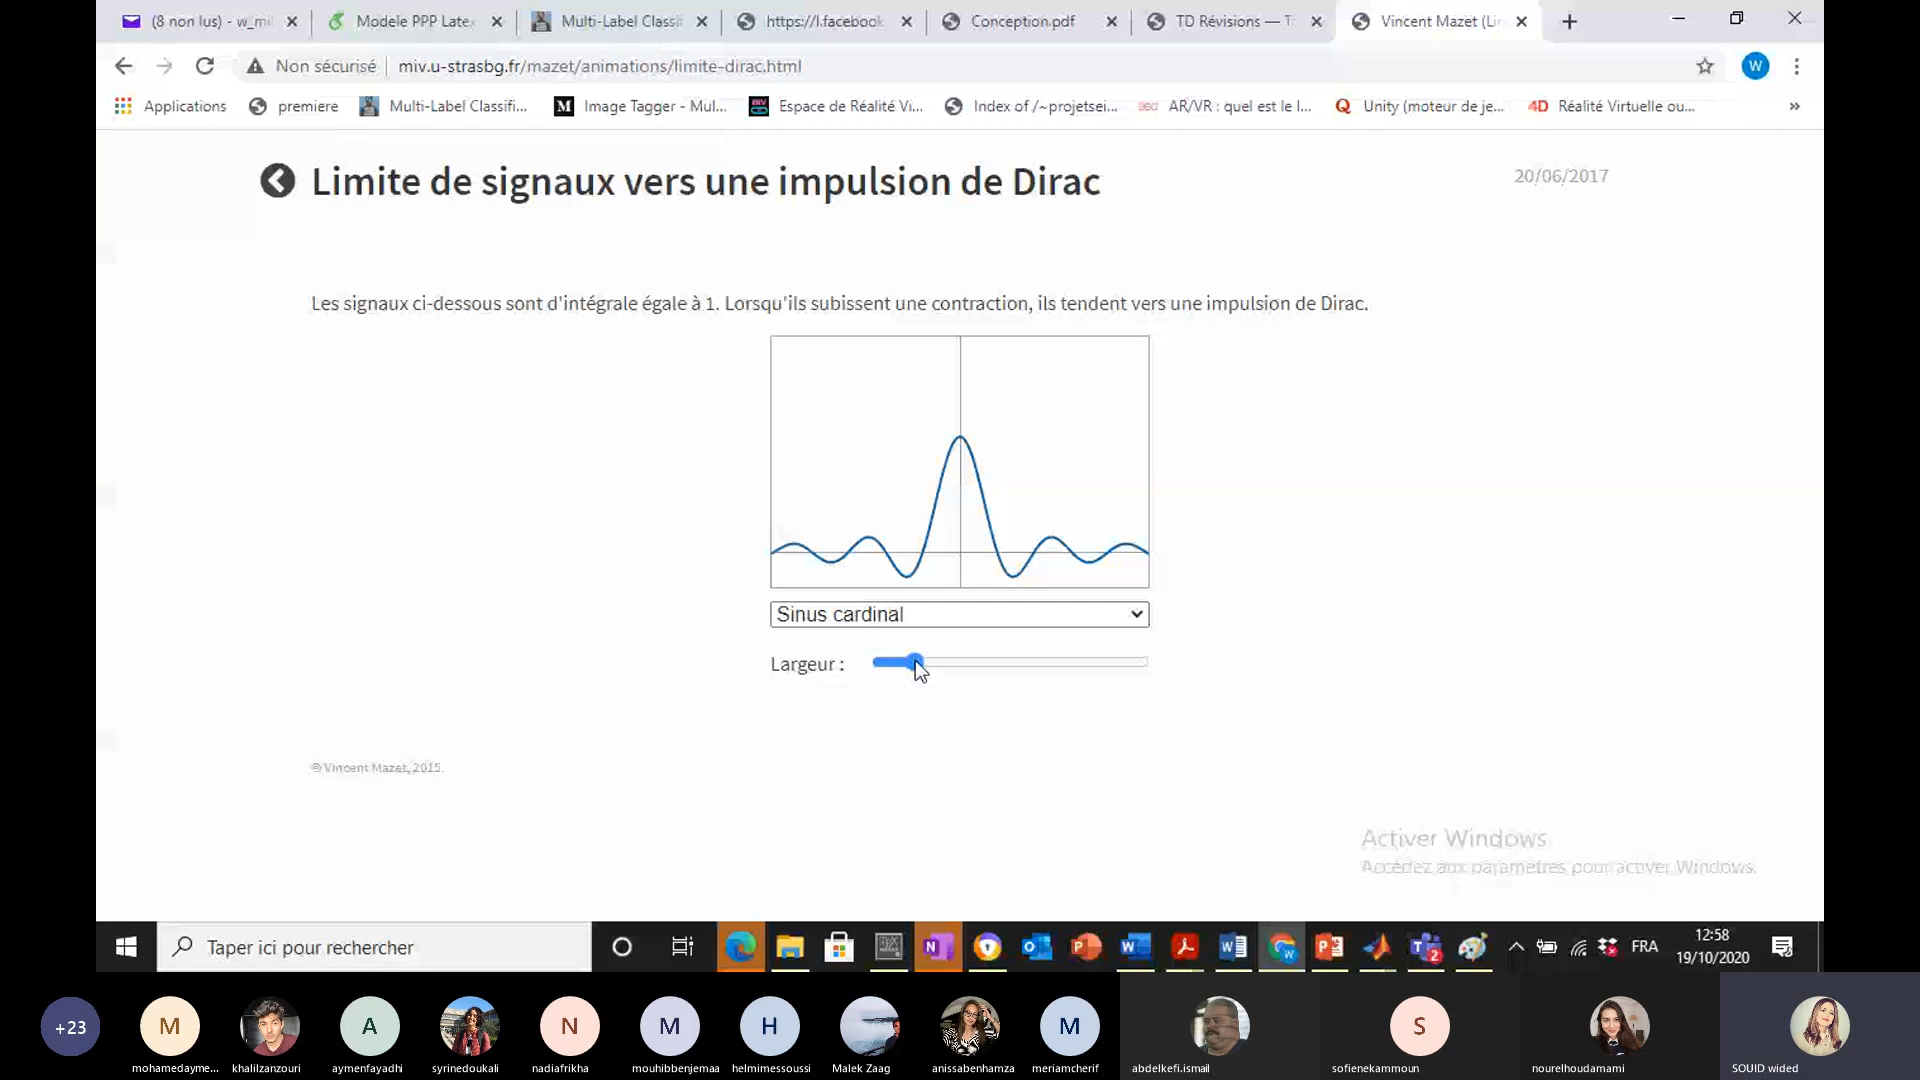 (8 non lus) - w_mi
Modele PPP Late
Multi-Label Classi
https://l.facebook
Conception.pdf
TD Révisions — T
Vincent Mazet (Li
Non sécurisé
miv.u-strasbg.fr/mazet/animations/limite-dirac.html
W
Applications
premiere
Multi-Label Classifi...
M
Image Tagger - Mul...
Espace de Réalité Vi...
Index of /~projetsei...
AR/VR : quel est le l...
Q
Unity (moteur de je...
4D
Réalité Virtuelle ou...
»
Limite de signaux vers une impulsion de Dirac
20/06/2017
Les signaux ci-dessous sont d'intégrale égale à 1. Lorsqu'ils subissent une contraction, ils tendent vers une impulsion de Dirac.
Sinus cardinal
Largeur :
© Vincent Mazet, 2015.
Activer Windows
Accédez aux paramètres pour activer Windows.
Taper ici pour rechercher
FRA
12:58
19/10/2020
+23
M
A
N
M
H
M
S
mohamedayme...
khalilzanzouri
aymenfayadhi
syrinedoukali
nadiafrikha
mouhibbenjemaa
helmimessoussi
Malek Zaag
anissabenhamza
meriamcherif
abdelkefi.ismail
sofienekammoun
nourelhoudamami
SOUID wided